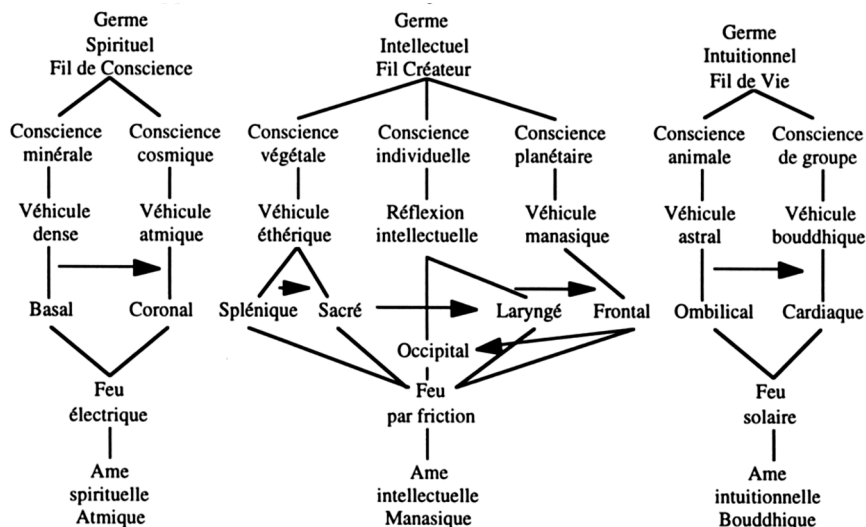 Germe
Spirituel
Fil de Conscience
Germe
Intellectuel
Fil Créateur
Germe
Intuitionnel
Fil de Vie
Conscience
minérale
Conscience
cosmique
Conscience
végétale
Conscience
individuelle
Conscience
planétaire
Conscience
animale
Conscience
de groupe
Véhicule
dense
Véhicule
atmique
Véhicule
éthérique
Réflexion
intellectuelle
Véhicule
manasique
Véhicule
astral
Véhicule
bouddhique
Basal
Coronal
Splénique
Sacré
Laryngé
Frontal
Ombilical
Cardiaque
Occipital
Feu
électrique
Feu
par friction
Feu
solaire
Ame
spirituelle
Atmique
Ame
intellectuelle
Manasique
Ame
intuitionnelle
Bouddhique